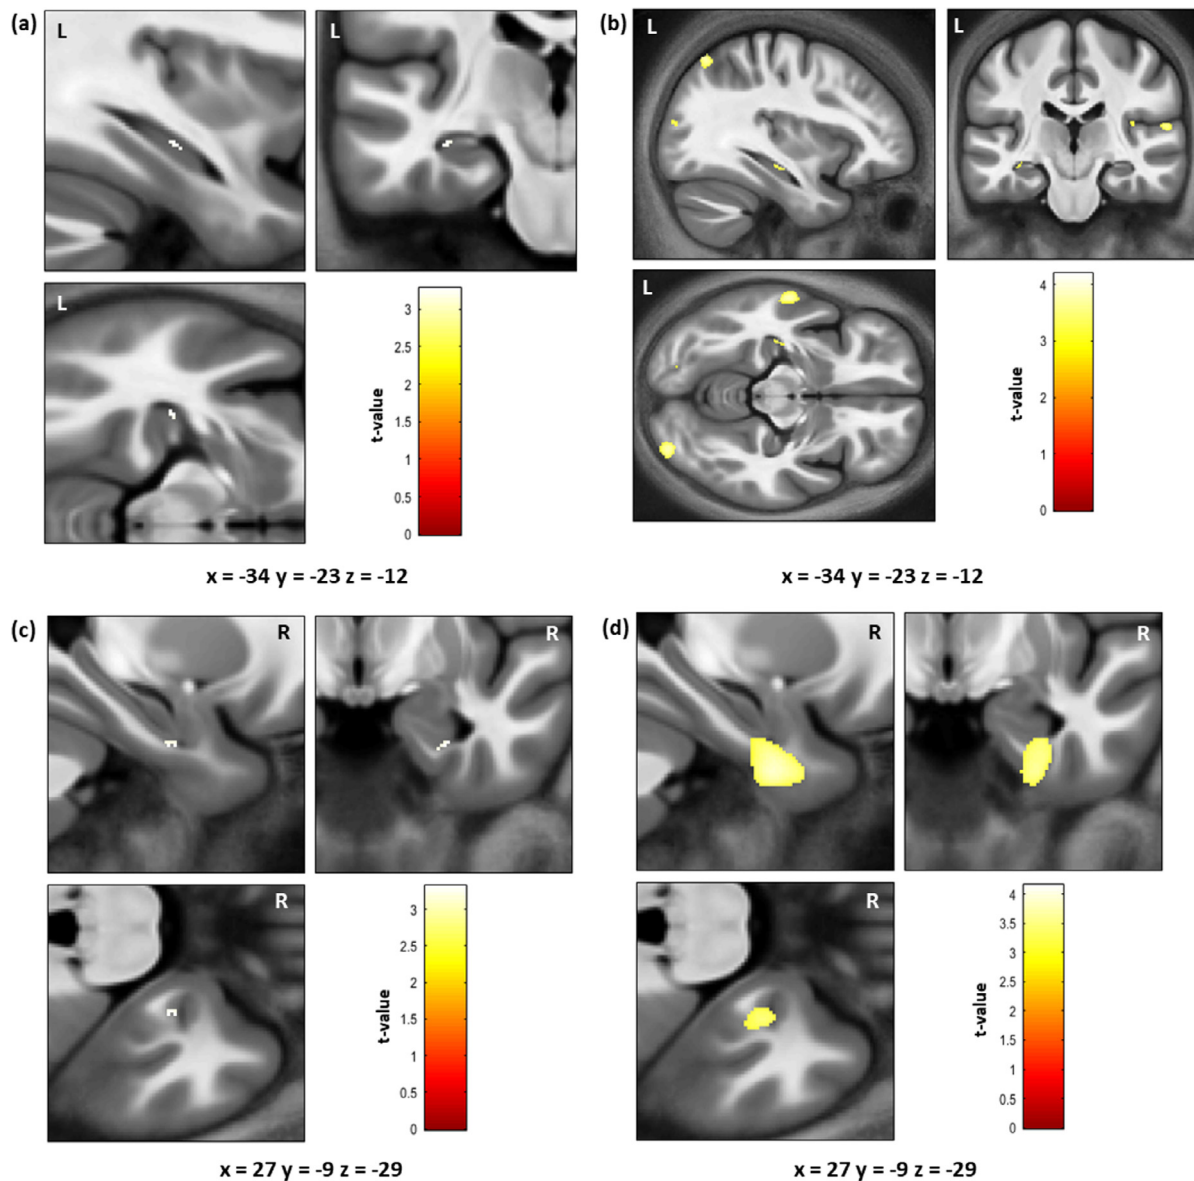 (a)
L
L
L
3
2.5
2
1.5
1
0.5
0
t-value
x = -34 y = -23 z = -12
(b)
L
L
L
4
3
2
1
0
t-value
x = -34 y = -23 z = -12
(c)
R
R
R
3
2.5
2
1.5
1
0.5
0
t-value
x = 27 y = -9 z = -29
(d)
R
R
R
4
3.5
3
2.5
2
1.5
1
0.5
0
t-value
x = 27 y = -9 z = -29